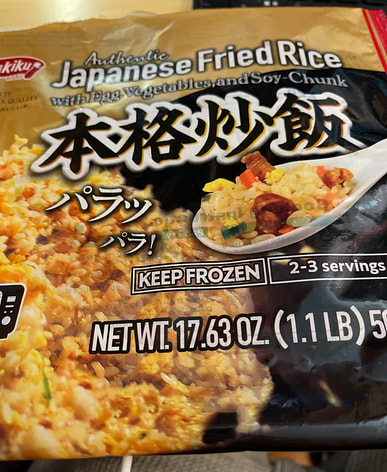 Authentic
Japanese Fried Rice
with Egg, Vegetables, and Soy-Chunk
本格炒飯
パラッ
パラ!
KEEP FROZEN
2-3 servings
NET WT. 17.63 OZ. (1.1 LB)